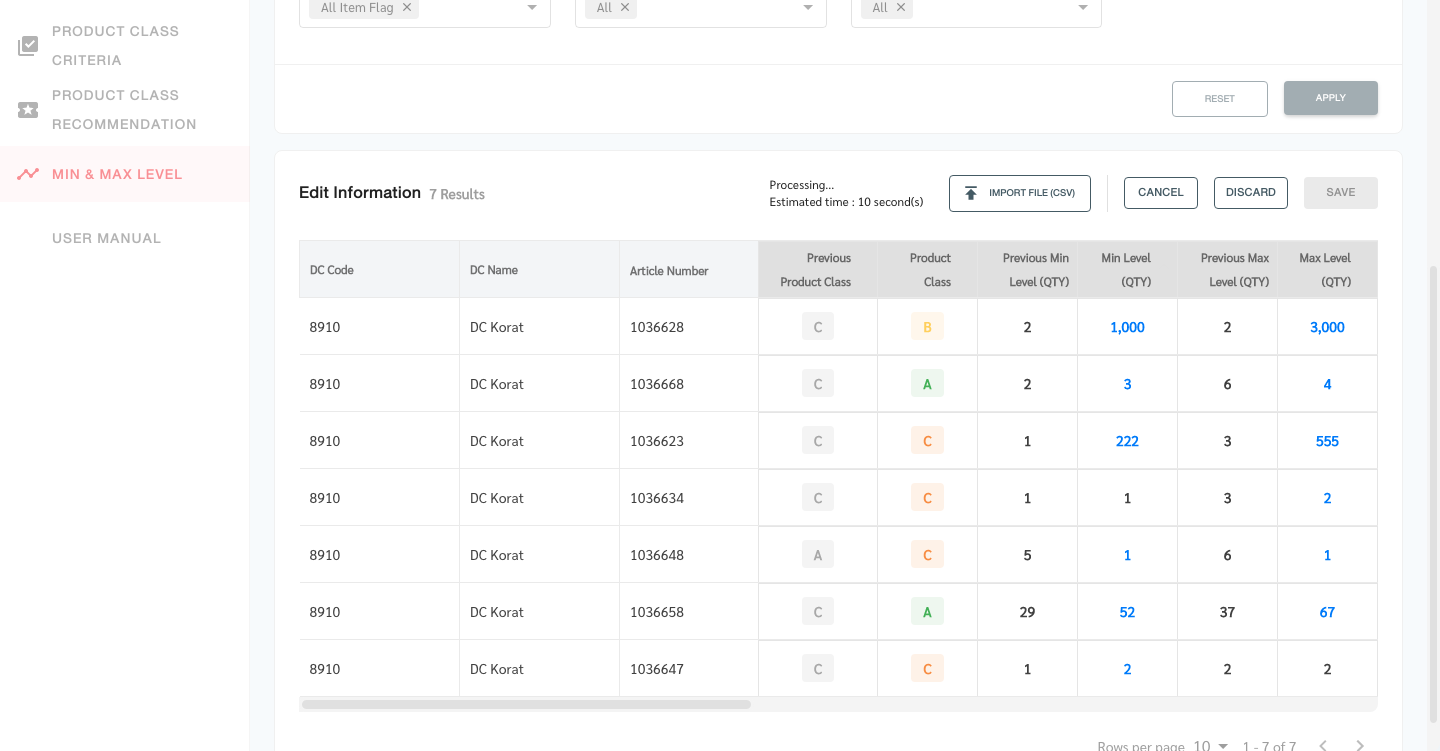 PRODUCT CLASS
CRITERIA
PRODUCT CLASS
RECOMMENDATION
MIN & MAX LEVEL
USER MANUAL
All Item Flag ✕ All ✕ All ✕
RESET APPLY
Edit Information 7 Results
Processing...
Estimated time : 10 second(s)
IMPORT FILE (CSV) CANCEL DISCARD SAVE
DC Code DC Name Article Number Previous Product Class Product Class Previous Min Level (QTY) Min Level (QTY) Previous Max Level (QTY) Max Level (QTY)
8910 DC Korat 1036628 C B 2 1,000 2 3,000
8910 DC Korat 1036668 C A 2 3 6 4
8910 DC Korat 1036623 C C 1 222 3 555
8910 DC Korat 1036634 C C 1 1 3 2
8910 DC Korat 1036648 A C 5 1 6 1
8910 DC Korat 1036658 C A 29 52 37 67
8910 DC Korat 1036647 C C 1 2 2 2
Rows per page 10 1 - 7 of 7